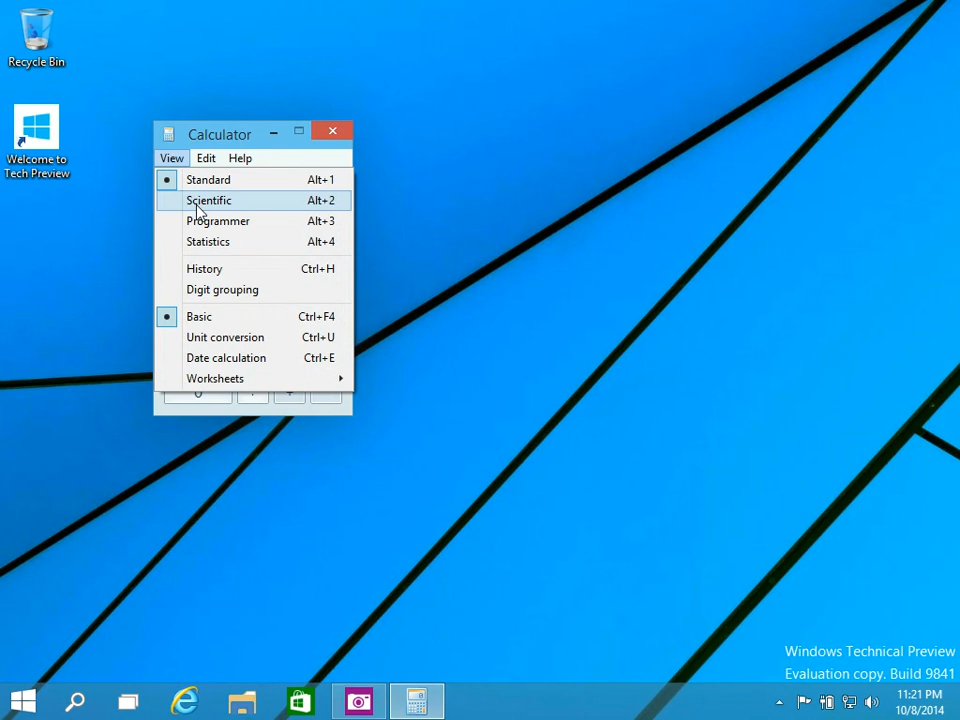 Recycle Bin
Welcome to
Tech Preview
Calculator
View Edit Help
Standard Alt+1
Scientific Alt+2
Programmer Alt+3
Statistics Alt+4
History Ctrl+H
Digit grouping
Basic Ctrl+F4
Unit conversion Ctrl+U
Date calculation Ctrl+E
Worksheets
Windows Technical Preview
Evaluation copy. Build 9841
11:21 PM
10/8/2014